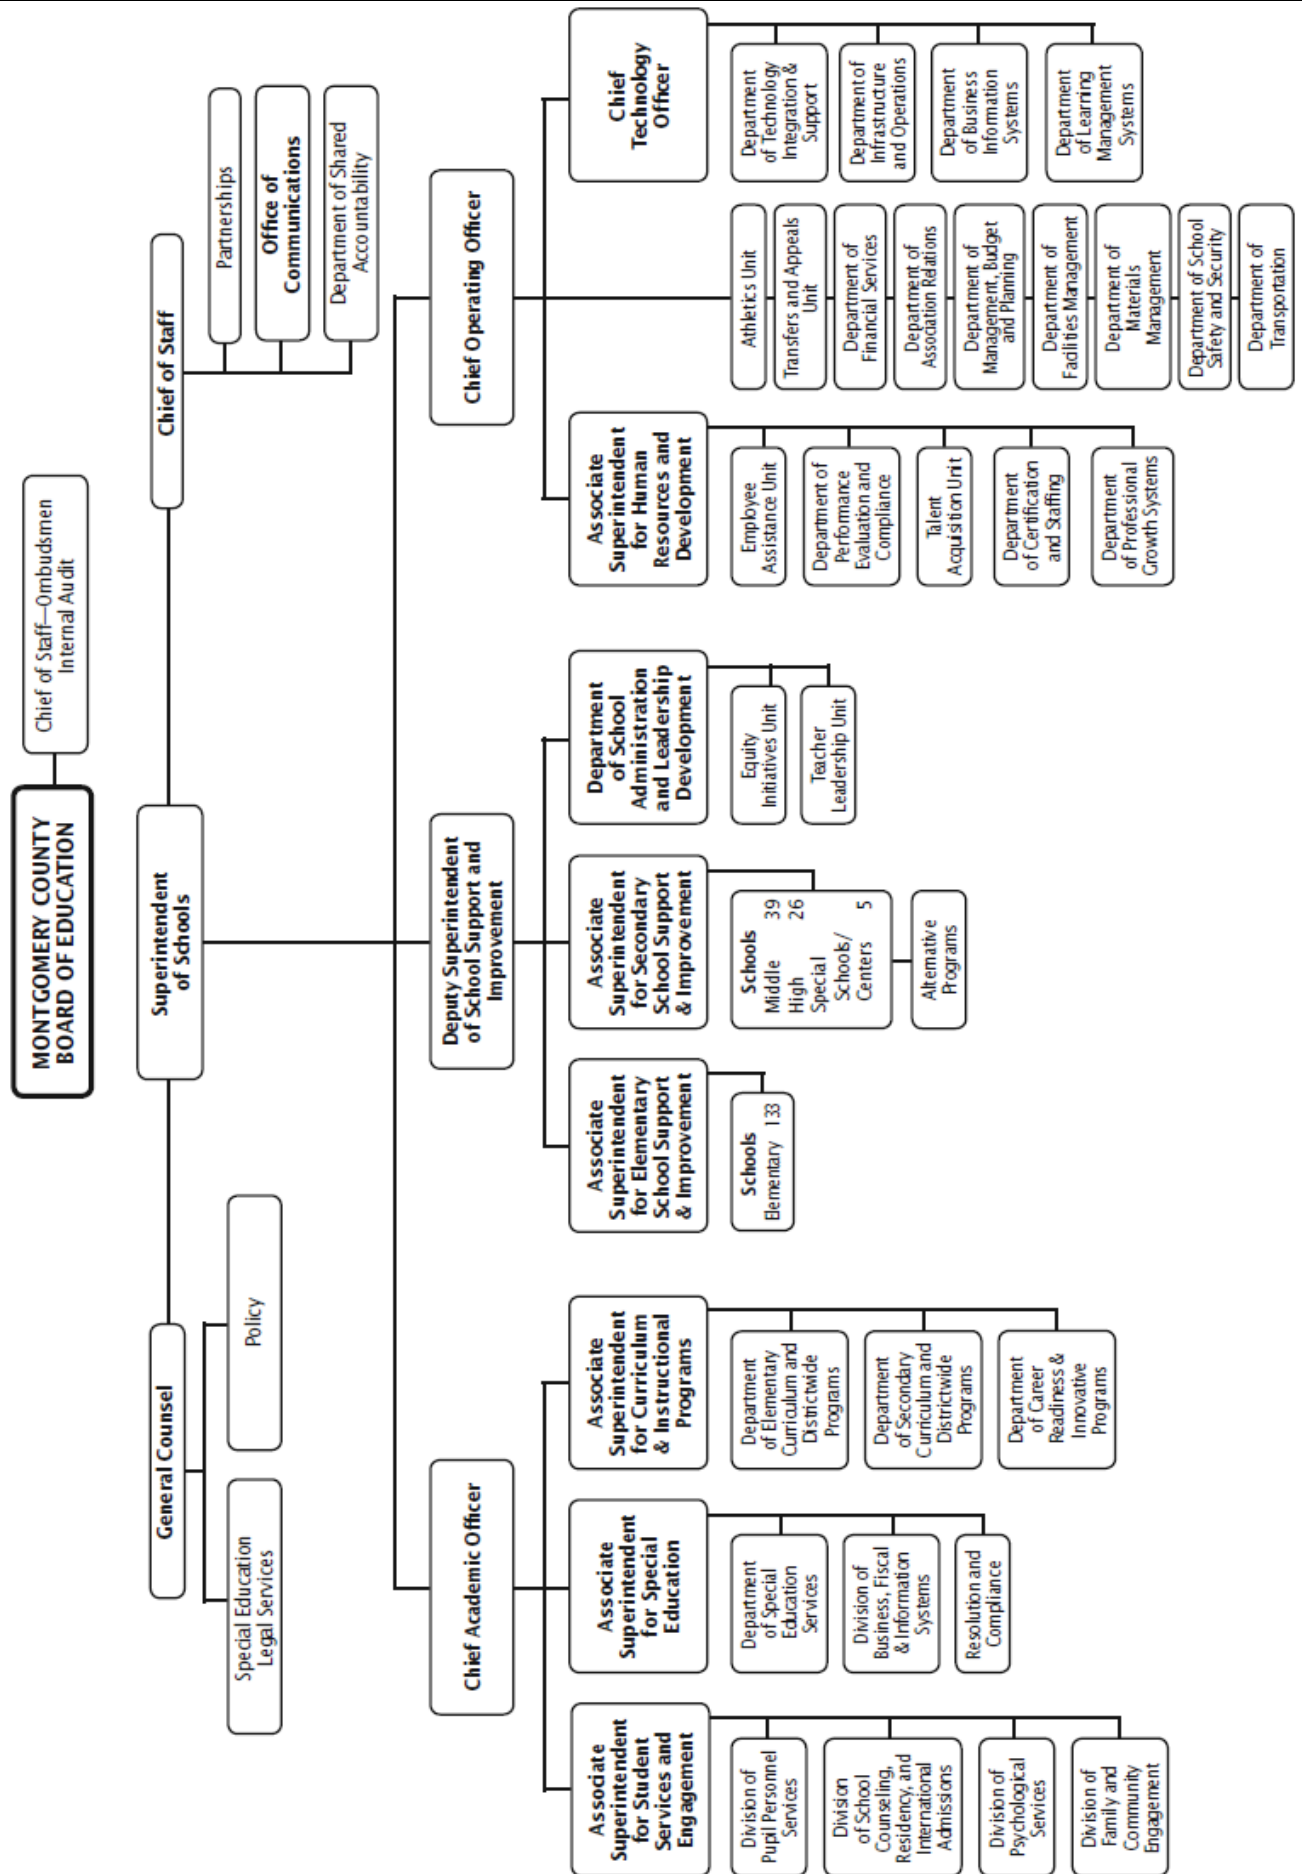 MONTGOMERY COUNTY
BOARD OF EDUCATION
Chief of Staff—Ombudsmen
Internal Audit
Superintendent
of Schools
General Counsel
Special Education
Legal Services
Policy
Chief of Staff
Partnerships
Office of
Communications
Department of Shared
Accountability
Chief Academic Officer
Associate
Superintendent
for Student
Services and
Engagement
Division of
Pupil Personnel
Services
Division
of School
Counseling,
Residency, and
International
Admissions
Division of
Psychological
Services
Division of
Family and
Community
Engagement
Associate
Superintendent
for Special
Education
Department
of Special
Education
Services
Division of
Business, Fiscal
& Information
Systems
Resolution and
Compliance
Associate
Superintendent
for Curriculum
& Instructional
Programs
Department
of Elementary
Curriculum and
Districtwide
Programs
Department
of Secondary
Curriculum and
Districtwide
Programs
Department
of Career
Readiness &
Innovative
Programs
Deputy Superintendent
of School Support and
Improvement
Associate
Superintendent
for Elementary
School Support
& Improvement
Schools
Elementary 133
Associate
Superintendent
for Secondary
School Support
& Improvement
Schools
Middle 39
High 26
Special
Schools/
Centers 5
Alternative
Programs
Department
of School
Administration
and Leadership
Development
Equity
Initiatives Unit
Teacher
Leadership Unit
Chief Operating Officer
Associate
Superintendent
for Human
Resources and
Development
Employee
Assistance Unit
Department of
Performance
Evaluation and
Compliance
Talent
Acquisition Unit
Department
of Certification
and Staffing
Department
of Professional
Growth Systems
Athletics Unit
Transfers and Appeals
Unit
Department of
Financial Services
Department of
Association Relations
Department of
Management, Budget
and Planning
Department of
Facilities Management
Department of
Materials
Management
Department of School
Safety and Security
Department of
Transportation
Chief
Technology
Officer
Department
of Technology
Integration &
Support
Department of
Infrastructure
and Operations
Department
of Business
Information
Systems
Department
of Learning
Management
Systems